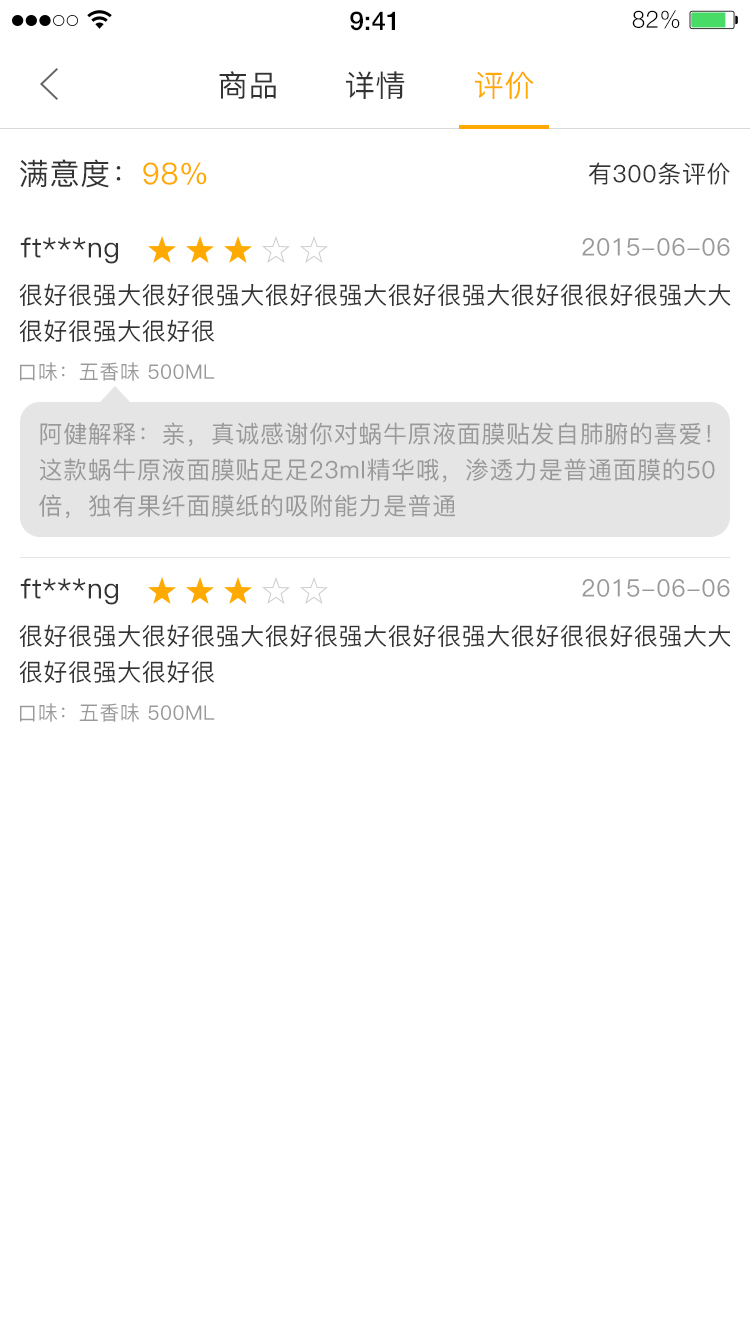 9:41 82%
商品 详情 评价
满意度：98% 有300条评价
ft***ng 2015-06-06
很好很强大很好很强大很好很强大很好很强大很好很很好很强大大
很好很强大很好很
口味：五香味 500ML
阿健解释：亲，真诚感谢你对蜗牛原液面膜贴发自肺腑的喜爱！
这款蜗牛原液面膜贴足足23ml精华哦，渗透力是普通面膜的50
倍，独有果纤面膜纸的吸附能力是普通
ft***ng 2015-06-06
很好很强大很好很强大很好很强大很好很强大很好很很好很强大大
很好很强大很好很
口味：五香味 500ML